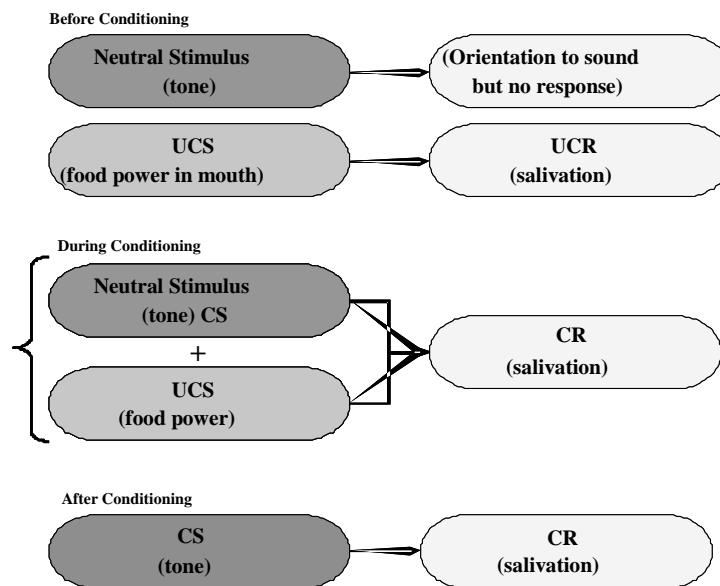 Before Conditioning
Neutral Stimulus
(tone)
(Orientation to sound
but no response)
UCS
(food power in mouth)
UCR
(salivation)
During Conditioning
Neutral Stimulus
(tone) CS
+
UCS
(food power)
CR
(salivation)
After Conditioning
CS
(tone)
CR
(salivation)